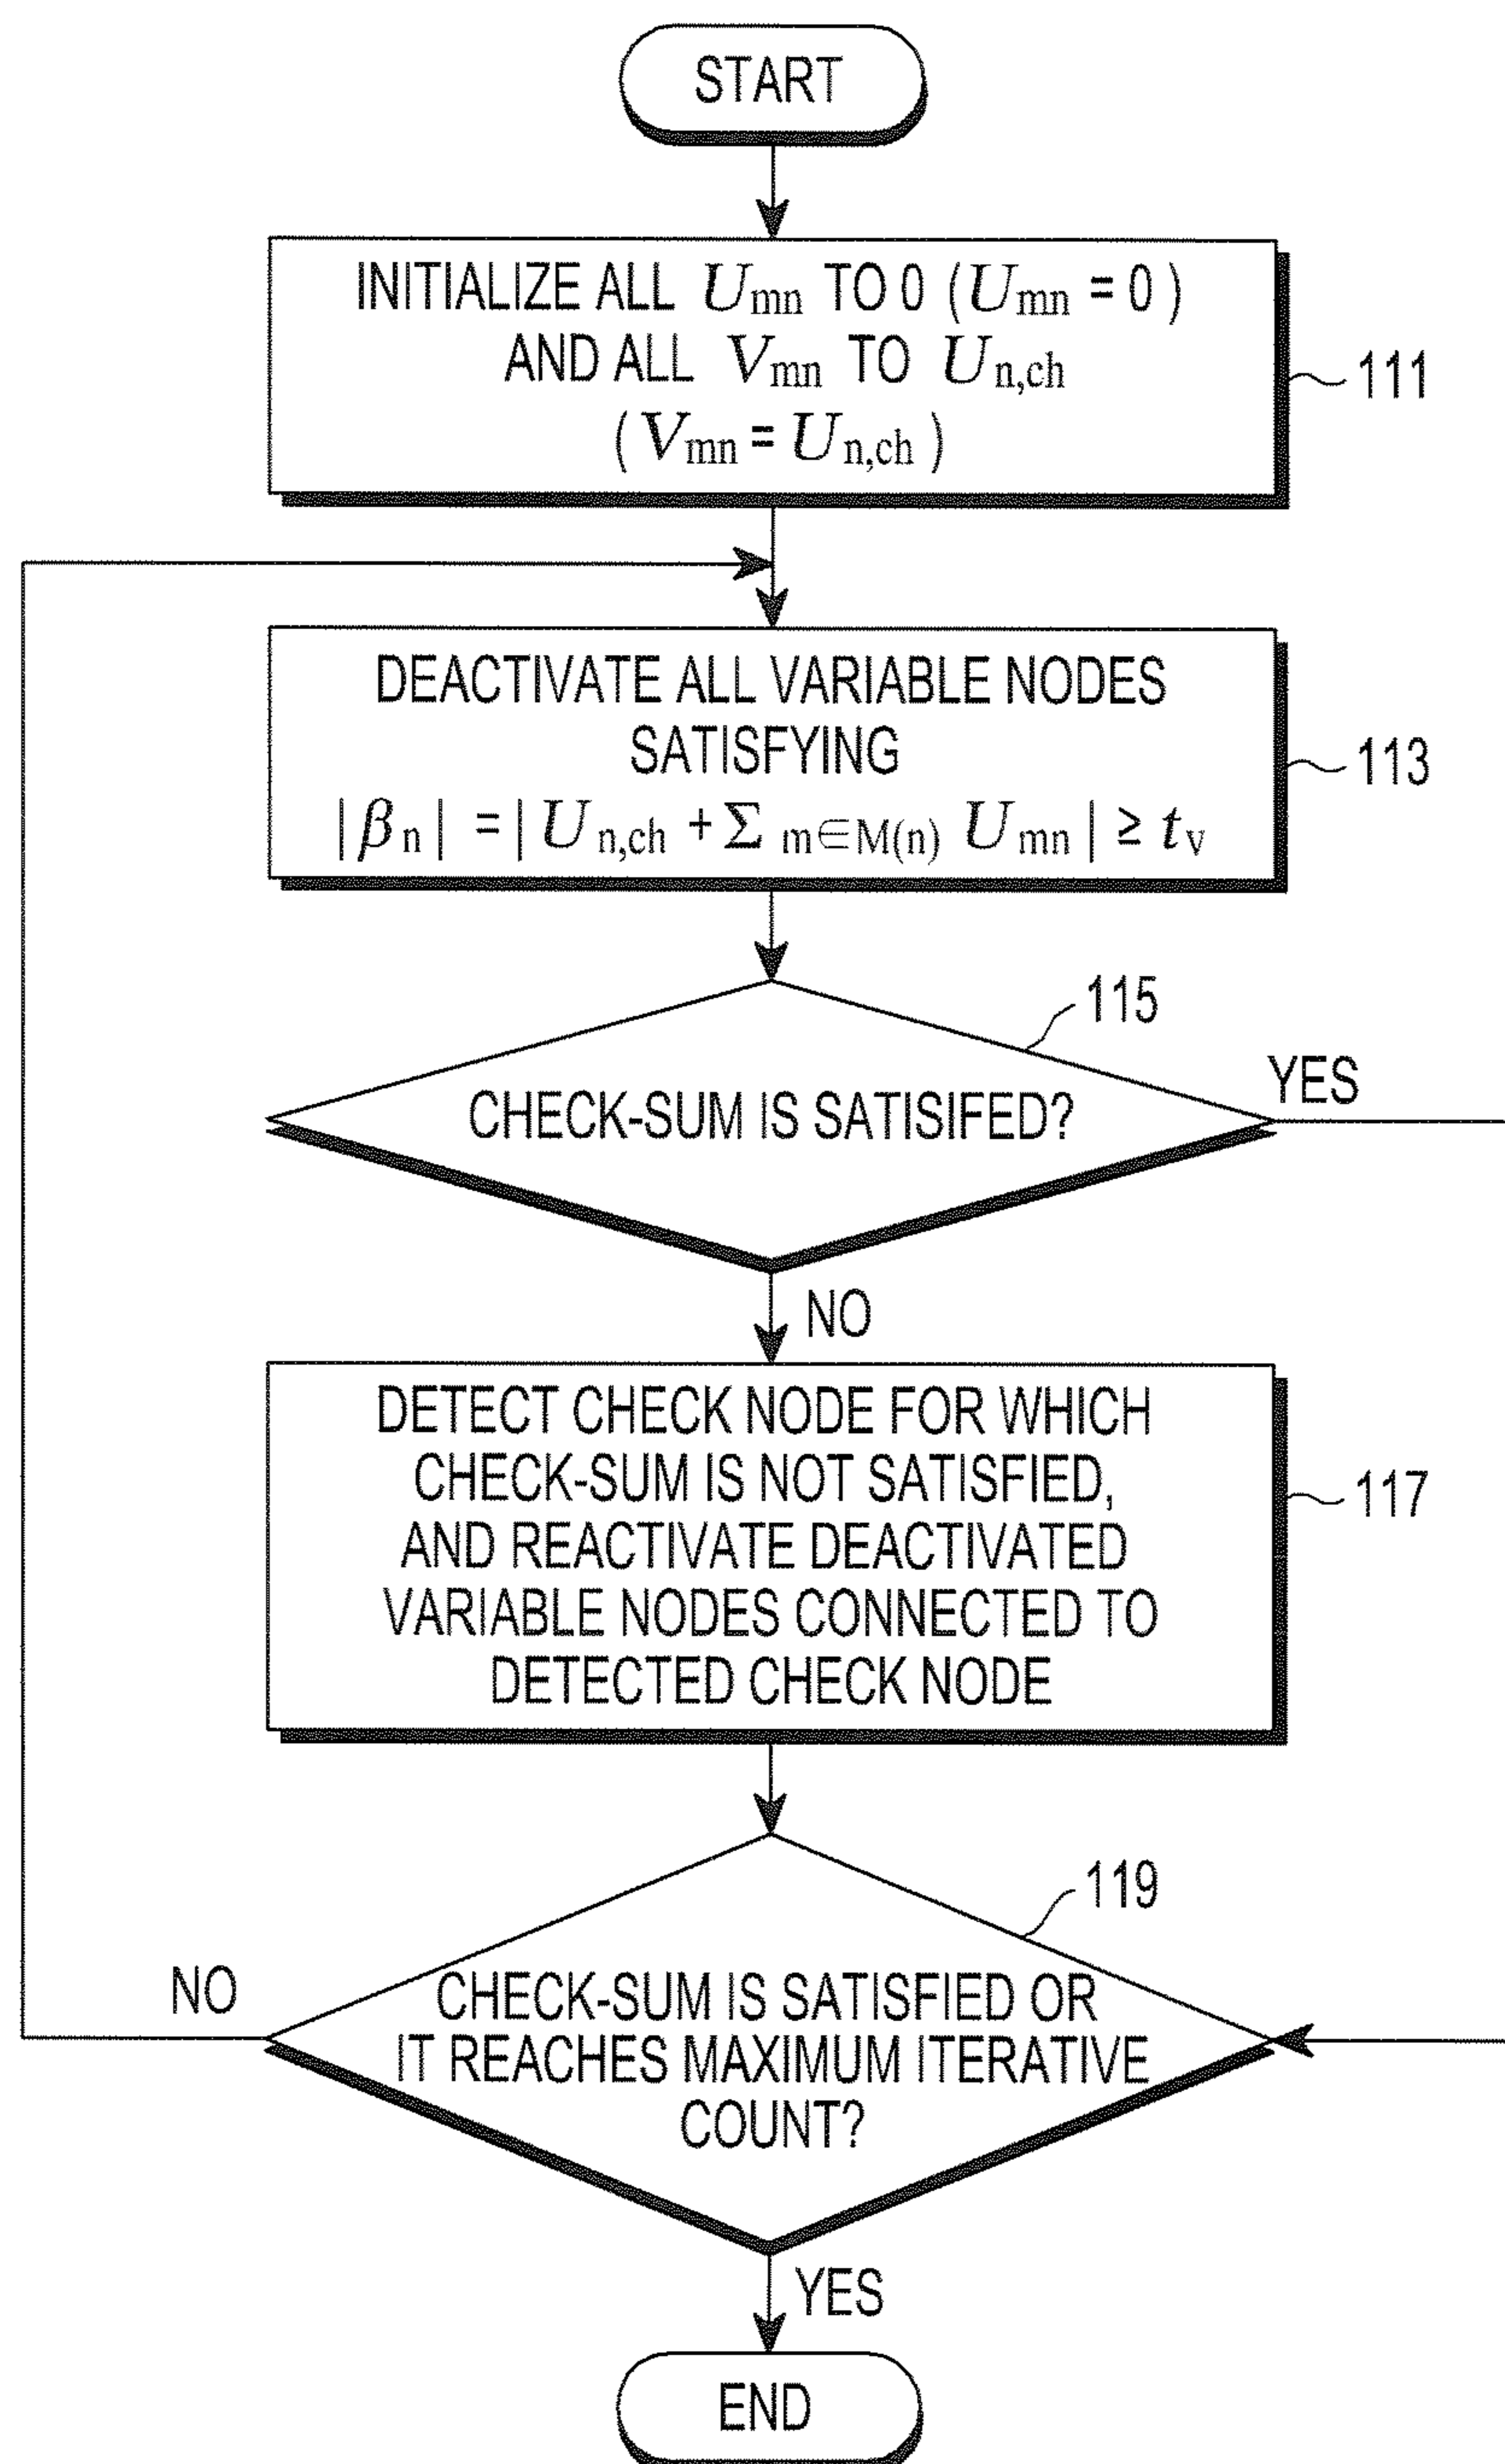 START
INITIALIZE ALL Umn TO 0 (Umn = 0)
AND ALL Vmn TO Un,ch
(Vmn = Un,ch)
111
DEACTIVATE ALL VARIABLE NODES
SATISFYING
|βn| = |Un,ch + Σ m∈M(n) Umn| ≥ tv
113
115
CHECK-SUM IS SATISIFED?
YES
NO
DETECT CHECK NODE FOR WHICH
CHECK-SUM IS NOT SATISFIED,
AND REACTIVATE DEACTIVATED
VARIABLE NODES CONNECTED TO
DETECTED CHECK NODE
117
119
NO
CHECK-SUM IS SATISFIED OR
IT REACHES MAXIMUM ITERATIVE
COUNT?
YES
END